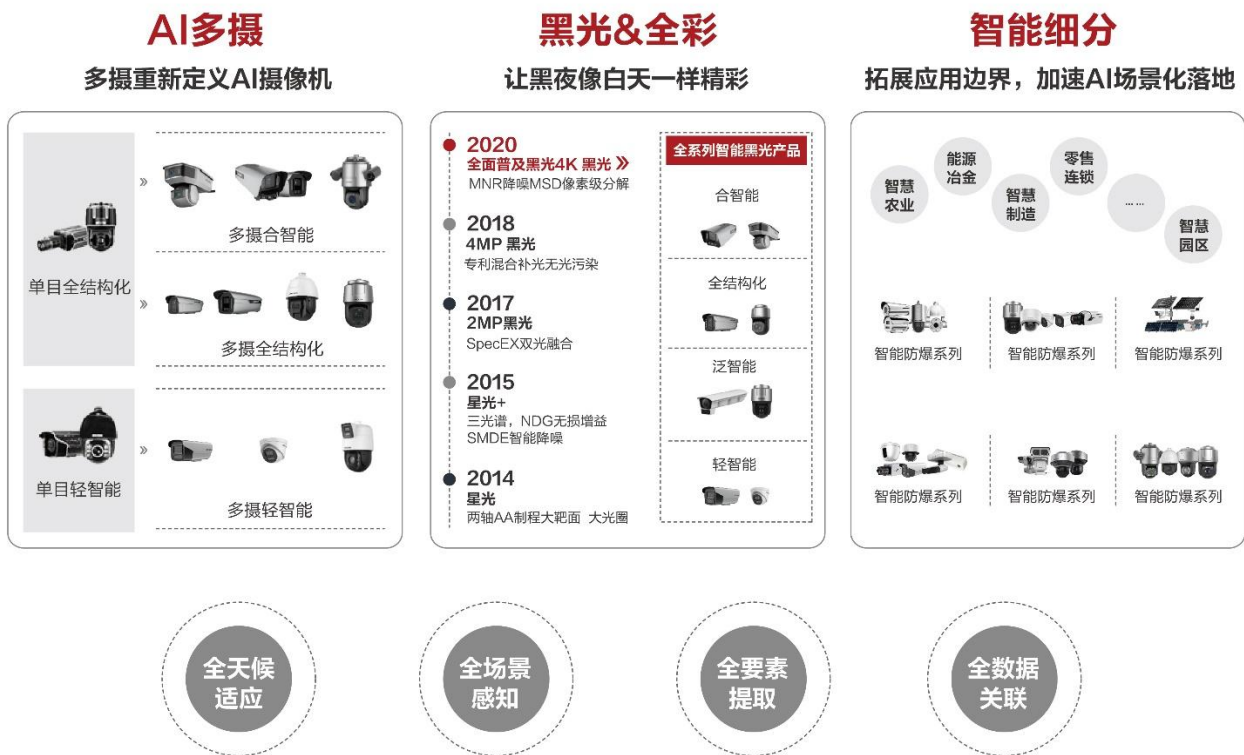 AI多摄
多摄重新定义AI摄像机
单目全结构化
多摄合智能
多摄全结构化
单目轻智能
多摄轻智能
黑光&全彩
让黑夜像白天一样精彩
2020
全面普及黑光4K 黑光
MNR降噪MSD像素级分解
2018
4MP 黑光
专利混合补光无光污染
2017
2MP黑光
SpecEX双光融合
2015
星光+
三光谱，NDG无损增益
SMDE智能降噪
2014
星光
两轴AA制程大靶面 大光圈
全系列智能黑光产品
合智能
全结构化
泛智能
轻智能
智能细分
拓展应用边界，加速AI场景化落地
智慧
农业
能源
冶金
智慧
制造
零售
连锁
……
智慧
园区
智能防爆系列
智能防爆系列
智能防爆系列
智能防爆系列
智能防爆系列
智能防爆系列
全天候
适应
全场景
感知
全要素
提取
全数据
关联